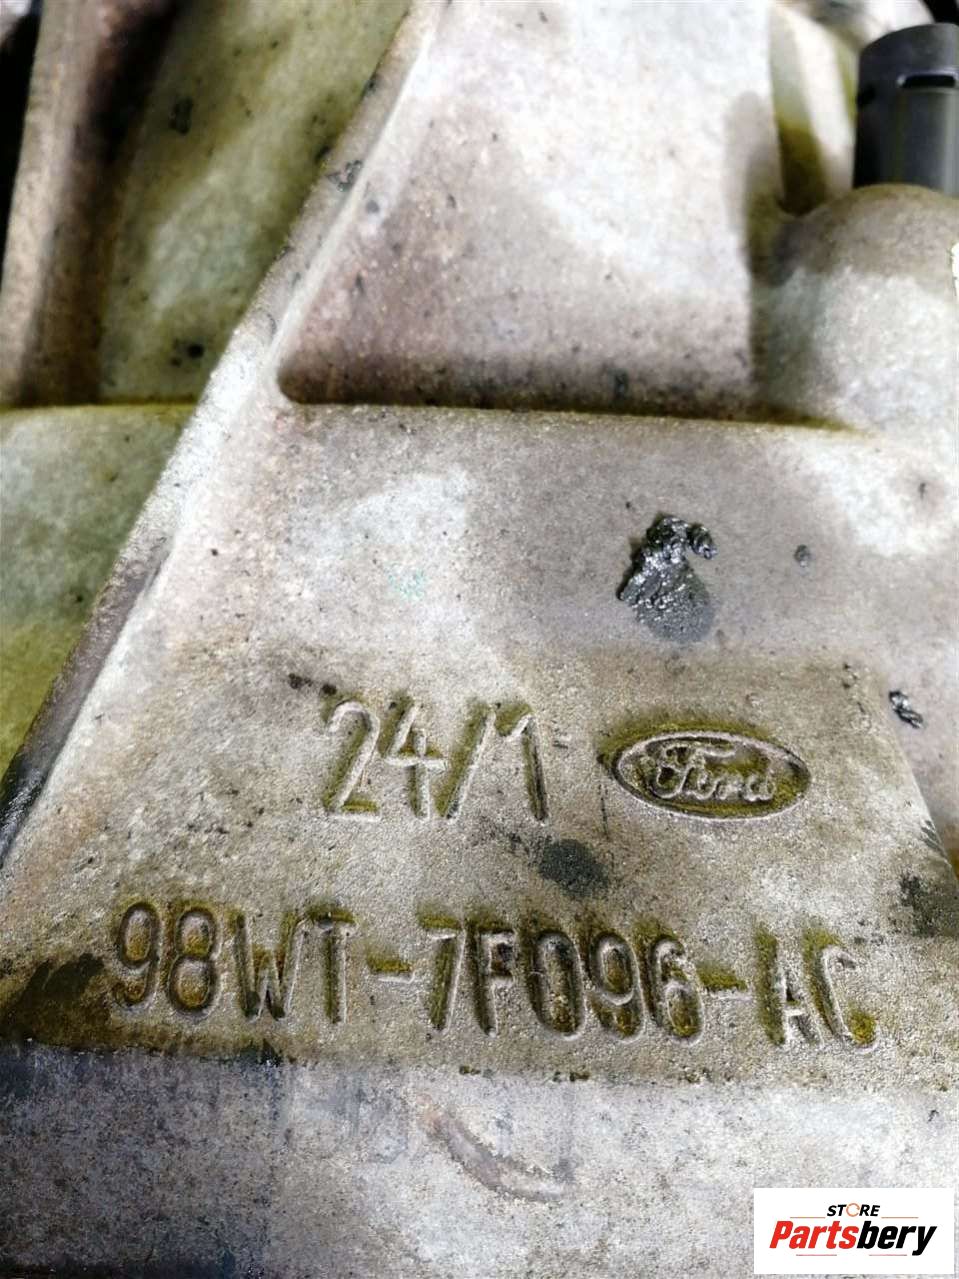 24/1 Ford
98WT-7F096-AC
STORE
Partsbery